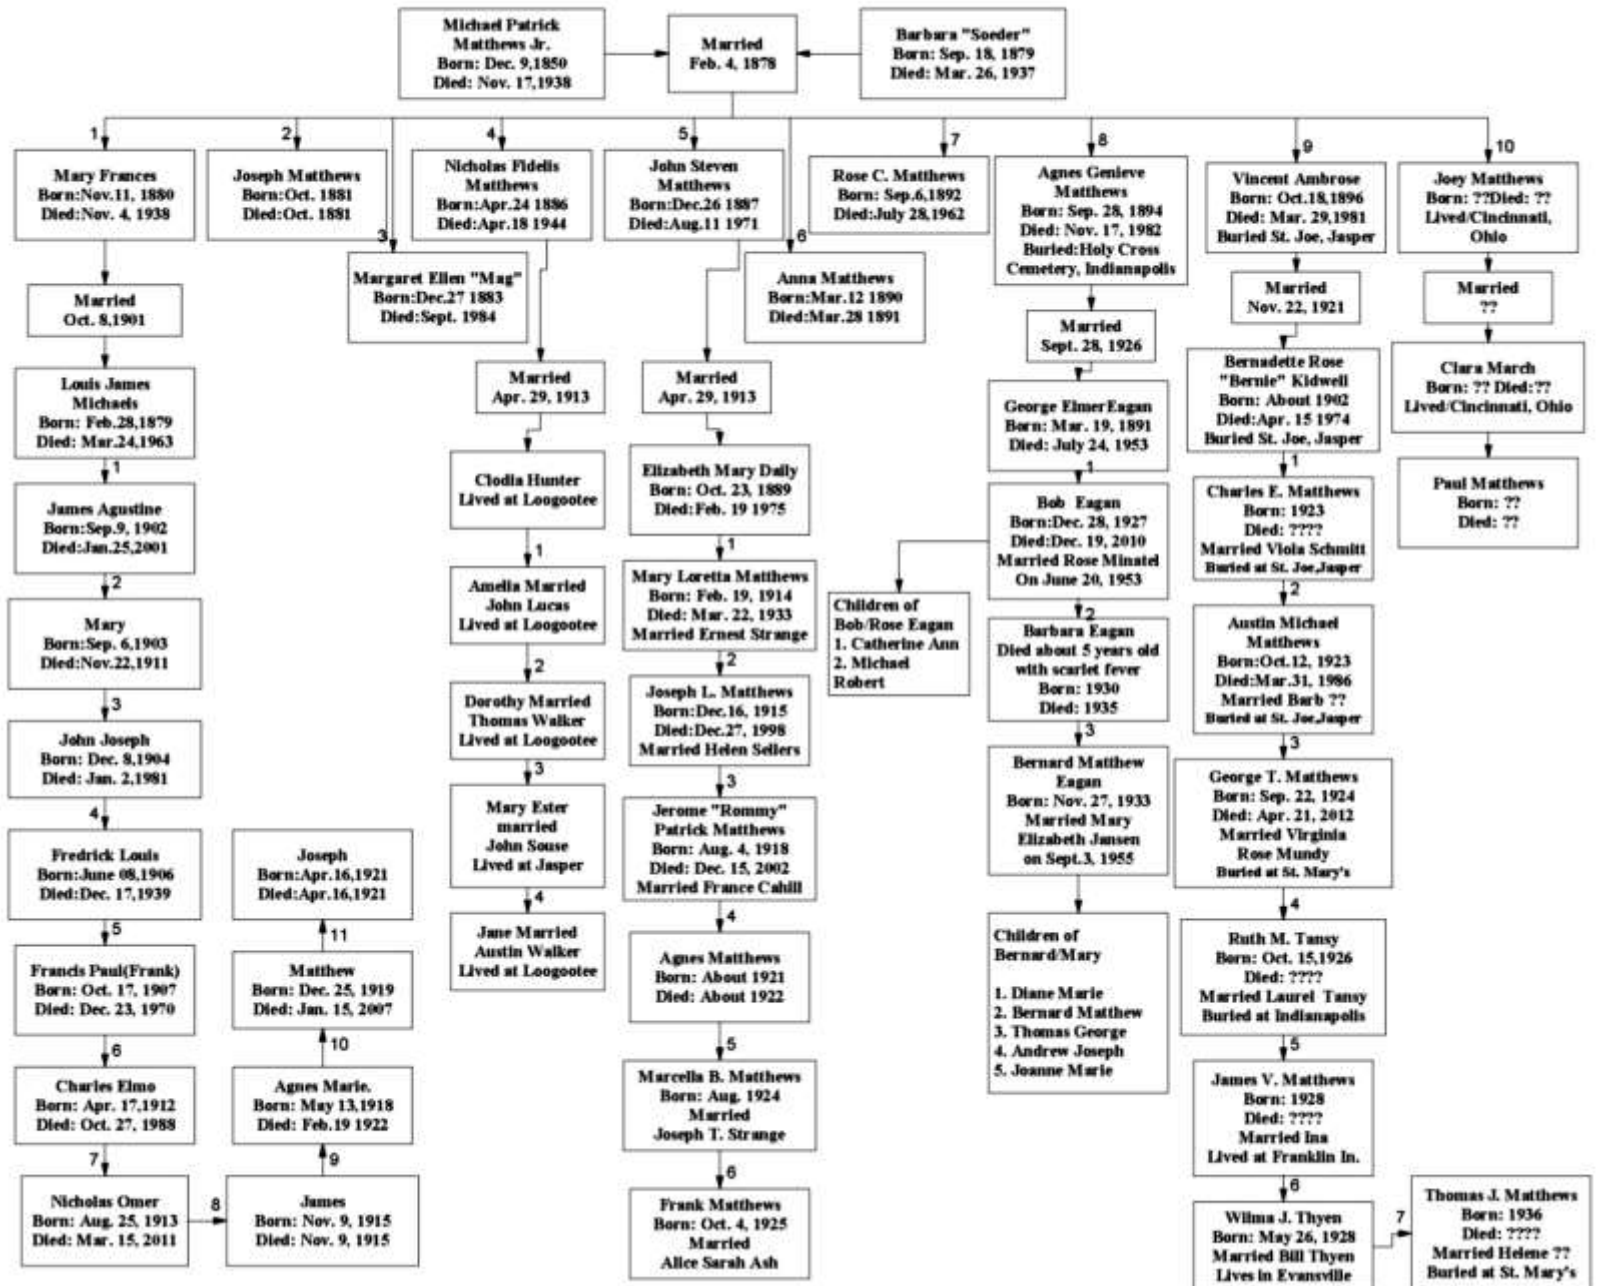 Michael Patrick
Matthews Jr.
Born: Dec. 9,1850
Died: Nov. 17,1938
Married
Feb. 4, 1878
Barbara "Soeder"
Born: Sep. 18, 1879
Died: Mar. 26, 1937
1
Mary Frances
Born:Nov.11, 1880
Died:Nov. 4, 1938
Married
Oct. 8,1901
Louis James
Michaels
Born: Feb.28,1879
Died: Mar.24,1963
1
James Agustine
Born:Sep.9, 1902
Died:Jan.25,2001
2
Mary
Born:Sep. 6,1903
Died:Nov.22,1911
3
John Joseph
Born: Dec. 8,1904
Died: Jan. 2,1981
4
Fredrick Louis
Born:June 08,1906
Died:Dec. 17,1939
5
Francis Paul(Frank)
Born: Oct. 17, 1907
Died: Dec. 23, 1970
6
Charles Elmo
Born: Apr. 17,1912
Died: Oct. 27, 1988
7
Nicholas Omer
Born: Aug. 25, 1913
Died: Mar. 15, 2011
8
James
Born: Nov. 9, 1915
Died: Nov. 9, 1915
9
Agnes Marie.
Born: May 13,1918
Died: Feb.19 1922
10
Matthew
Born: Dec. 25, 1919
Died: Jan. 15, 2007
11
Joseph
Born:Apr.16,1921
Died:Apr.16,1921
2
Joseph Matthews
Born:Oct. 1881
Died:Oct. 1881
3
Margaret Ellen "Mag"
Born:Dec.27 1883
Died:Sept. 1984
4
Nicholas Fidelis
Matthews
Born:Apr.24 1886
Died:Apr.18 1944
Married
Apr. 29, 1913
Clodia Hunter
Lived at Loogootee
1
Amelia Married
John Lucas
Lived at Loogootee
2
Dorothy Married
Thomas Walker
Lived at Loogootee
3
Mary Ester
married
John Souse
Lived at Jasper
4
Jane Married
Austin Walker
Lived at Loogootee
5
John Steven
Matthews
Born:Dec.26 1887
Died:Aug.11 1971
Married
Apr. 29, 1913
Elizabeth Mary Daily
Born: Oct. 23, 1889
Died:Feb. 19 1975
1
Mary Loretta Matthews
Born: Feb. 19, 1914
Died: Mar. 22, 1933
Married Ernest Strange
2
Joseph L. Matthews
Born:Dec.16, 1915
Died:Dec.27, 1998
Married Helen Sellers
3
Jerome "Rommy"
Patrick Matthews
Born: Aug. 4, 1918
Died: Dec. 15, 2002
Married France Cahill
4
Agnes Matthews
Born: About 1921
Died: About 1922
5
Marcella B. Matthews
Born: Aug. 1924
Married
Joseph T. Strange
6
Frank Matthews
Born: Oct. 4, 1925
Married
Alice Sarah Ash
6
Anna Matthews
Born:Mar.12 1890
Died:Mar.28 1891
7
Rose C. Matthews
Born: Sep.6,1892
Died:July 28,1962
8
Agnes Genieve
Matthews
Born: Sep. 28, 1894
Died: Nov. 17, 1982
Buried:Holy Cross
Cemetery, Indianapolis
Married
Sept. 28, 1926
George ElmerEagan
Born: Mar. 19, 1891
Died: July 24, 1953
1
Bob Eagan
Born:Dec. 28, 1927
Died:Dec. 19, 2010
Married Rose Minatel
On June 20, 1953
Children of
Bob/Rose Eagan
1. Catherine Ann
2. Michael
Robert
2
Barbara Eagan
Died about 5 years old
with scarlet fever
Born: 1930
Died: 1935
3
Bernard Matthew
Eagan
Born: Nov. 27, 1933
Married Mary
Elizabeth Jansen
on Sept.3, 1955
Children of
Bernard/Mary
1. Diane Marie
2. Bernard Matthew
3. Thomas George
4. Andrew Joseph
5. Joanne Marie
9
Vincent Ambrose
Born: Oct.18,1896
Died: Mar. 29,1981
Buried St. Joe, Jasper
Married
Nov. 22, 1921
Bernadette Rose
"Bernie" Kidwell
Born: About 1902
Died:Apr. 15 1974
Buried St. Joe, Jasper
1
Charles E. Matthews
Born: 1923
Died: ????
Married Viola Schmitt
Buried at St. Joe,Jasper
2
Austin Michael
Matthews
Born:Oct.12, 1923
Died:Mar.31, 1986
Married Barb ??
Buried at St. Joe,Jasper
3
George T. Matthews
Born: Sep. 22, 1924
Died: Apr. 21, 2012
Married Virginia
Rose Mundy
Buried at St. Mary's
4
Ruth M. Tansy
Born: Oct. 15,1926
Died: ????
Married Laurel Tansy
Buried at Indianapolis
5
James V. Matthews
Born: 1928
Died: ????
Married Ina
Lived at Franklin In.
6
Wilma J. Thyen
Born: May 26, 1928
Married Bill Thyen
Lives in Evansville
7
Thomas J. Matthews
Born: 1936
Died: ????
Married Helene ??
Buried at St. Mary's
10
Joey Matthews
Born: ??Died: ??
Lived/Cincinnati,
Ohio
Married
??
Clara March
Born: ?? Died:??
Lived/Cincinnati, Ohio
Paul Matthews
Born: ??
Died: ??